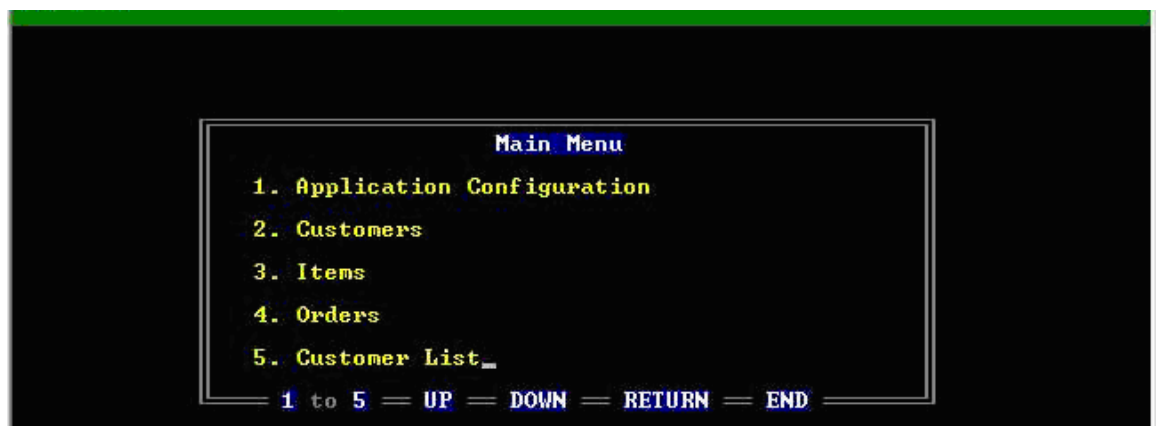 Main Menu
1. Application Configuration
2. Customers
3. Items
4. Orders
5. Customer List_
1 to 5 = UP = DOWN = RETURN = END